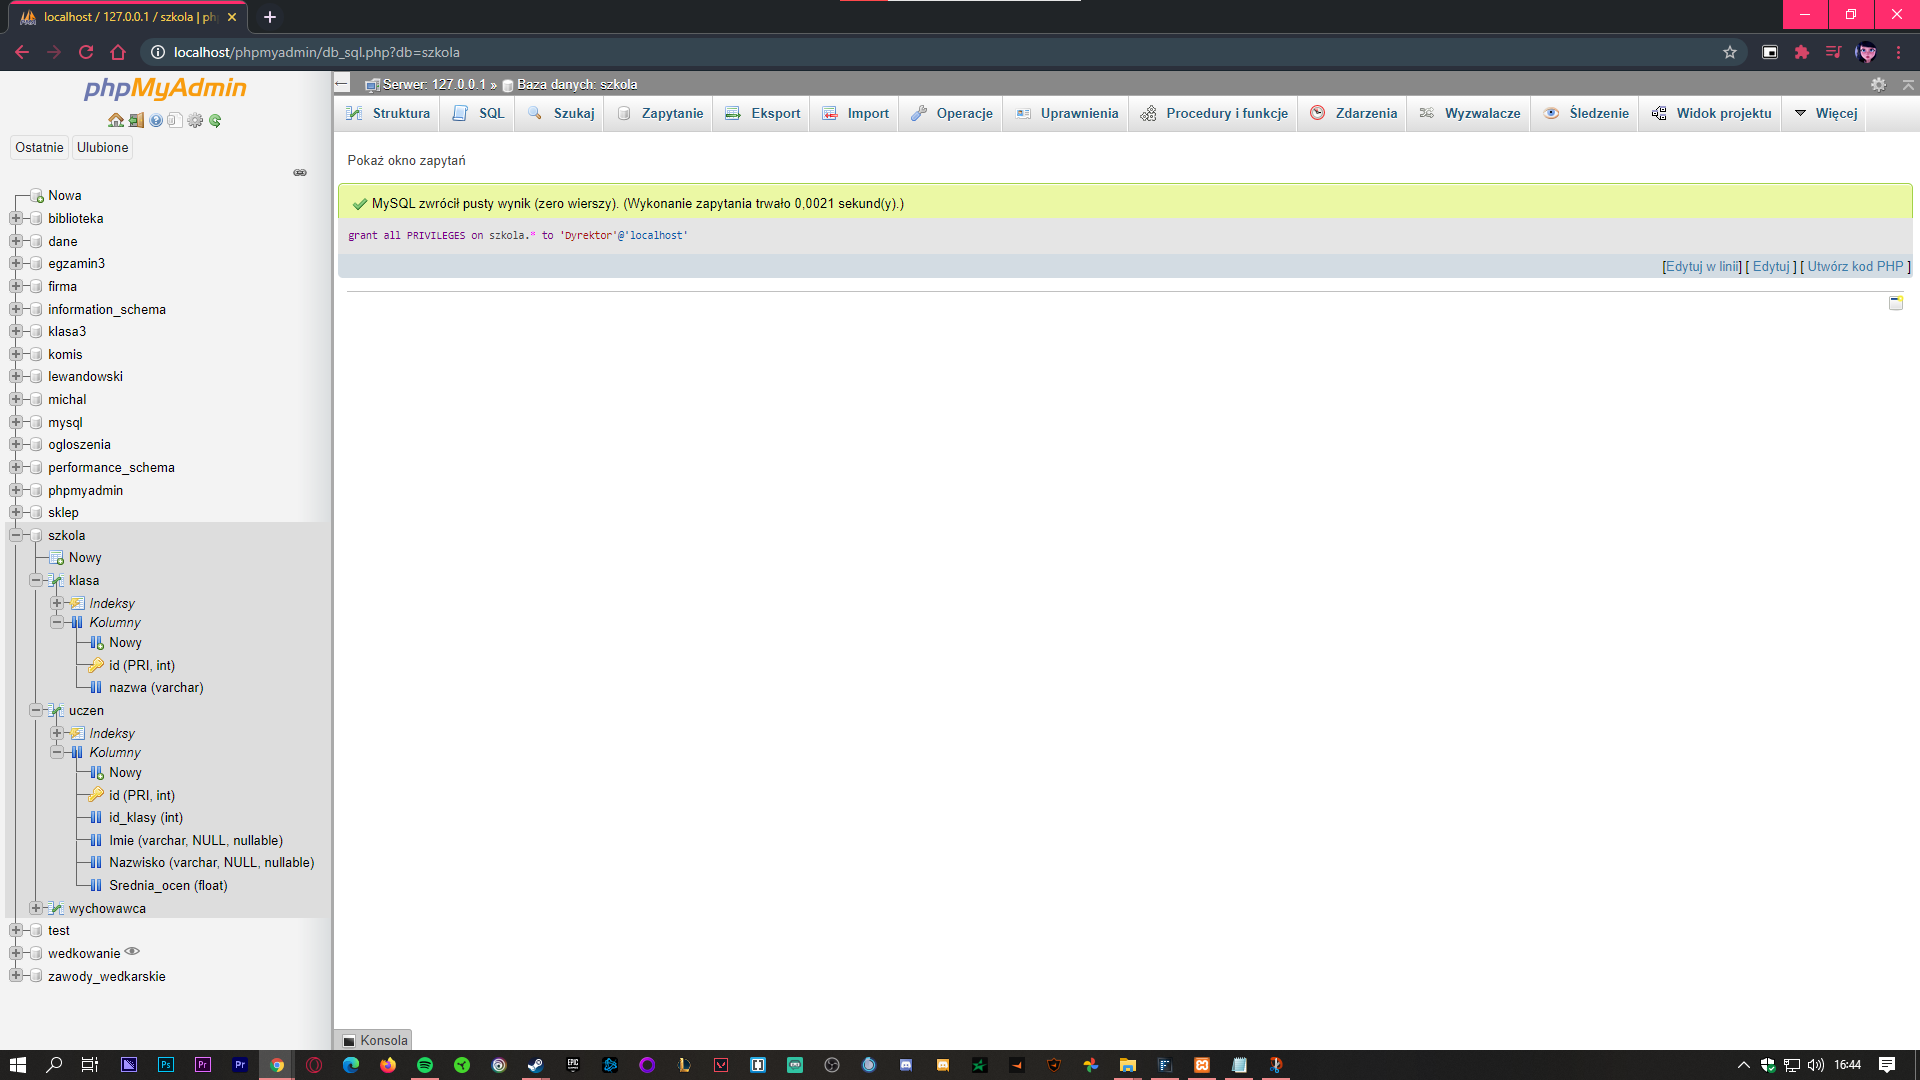 localhost / 127.0.0.1 / szkola | ph
localhost/phpmyadmin/db_sql.php?db=szkola
phpMyAdmin
Ostatnie
Ulubione
Nowa
biblioteka
dane
egzamin3
firma
information_schema
klasa3
komis
lewandowski
michal
mysql
ogloszenia
performance_schema
phpmyadmin
sklep
szkola
Nowy
klasa
Indeksy
Kolumny
Nowy
id (PRI, int)
nazwa (varchar)
uczen
Indeksy
Kolumny
Nowy
id (PRI, int)
id_klasy (int)
Imie (varchar, NULL, nullable)
Nazwisko (varchar, NULL, nullable)
Srednia_ocen (float)
wychowawca
test
wedkowanie
zawody_wedkarskie
Serwer: 127.0.0.1 » Baza danych: szkola
Struktura SQL Szukaj Zapytanie Eksport Import Operacje Uprawnienia Procedury i funkcje Zdarzenia Wyzwalacze Śledzenie Widok projektu Więcej
Pokaż okno zapytań
MySQL zwrócił pusty wynik (zero wierszy). (Wykonanie zapytania trwało 0,0021 sekund(y).)
grant all PRIVILEGES on szkola.* to 'Dyrektor'@'localhost'
[Edytuj w linii] [ Edytuj ] [ Utwórz kod PHP ]
Konsola
Ps
Pr
Pr
EPIC
16:44